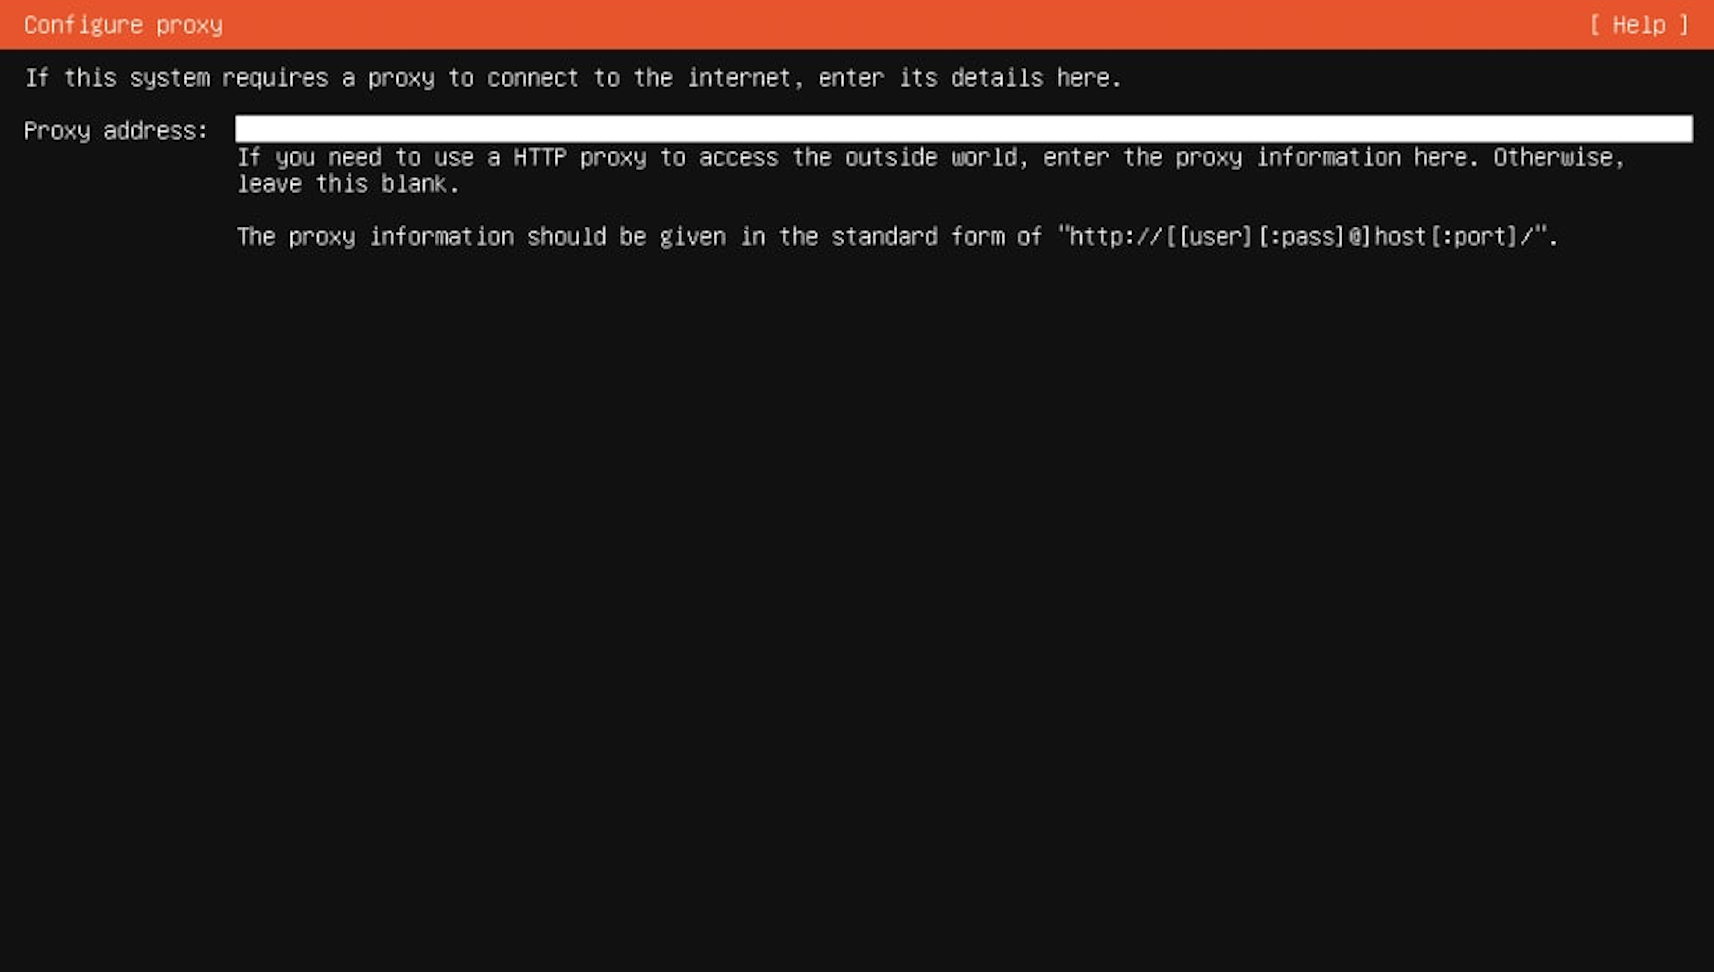 Configure proxy [ Help ]
If this system requires a proxy to connect to the internet, enter its details here.
Proxy address:
If you need to use a HTTP proxy to access the outside world, enter the proxy information here. Otherwise,
leave this blank.
The proxy information should be given in the standard form of "http://[[user][:pass]@]host[:port]/".